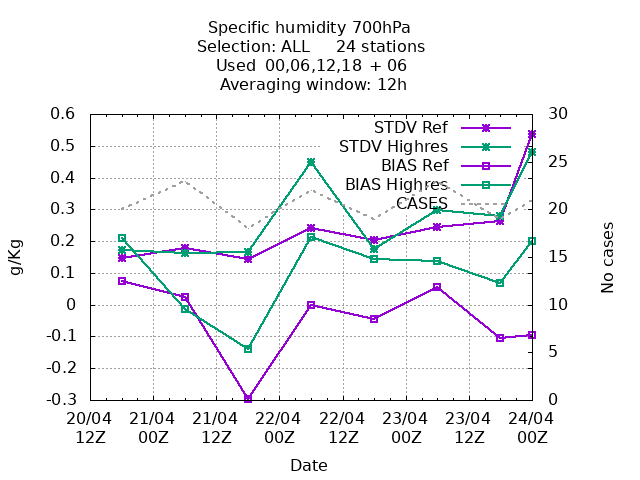 Specific humidity 700hPa
Selection: ALL 24 stations
Used 00,06,12,18 + 06
Averaging window: 12h
0.6
0.5
0.4
0.3
0.2
0.1
0
-0.1
-0.2
-0.3
g/Kg
30
25
20
15
10
5
0
No cases
STDV Ref
STDV Highres
BIAS Ref
BIAS Highres
CASES
20/04 21/04 21/04 22/04 22/04 23/04 23/04 24/04
12Z 00Z 12Z 00Z 12Z 00Z 12Z 00Z
Date